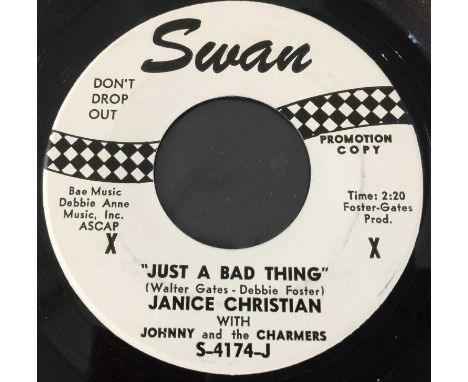 Swan
DON'T
DROP
OUT
PROMOTION
COPY
Bae Music
Debbie Anne
Music, Inc.
ASCAP
X
Time: 2:20
Foster-Gates
Prod.
X
"JUST A BAD THING"
(Walter Gates - Debbie Foster)
JANICE CHRISTIAN
WITH
JOHNNY and the CHARMERS
S-4174-J